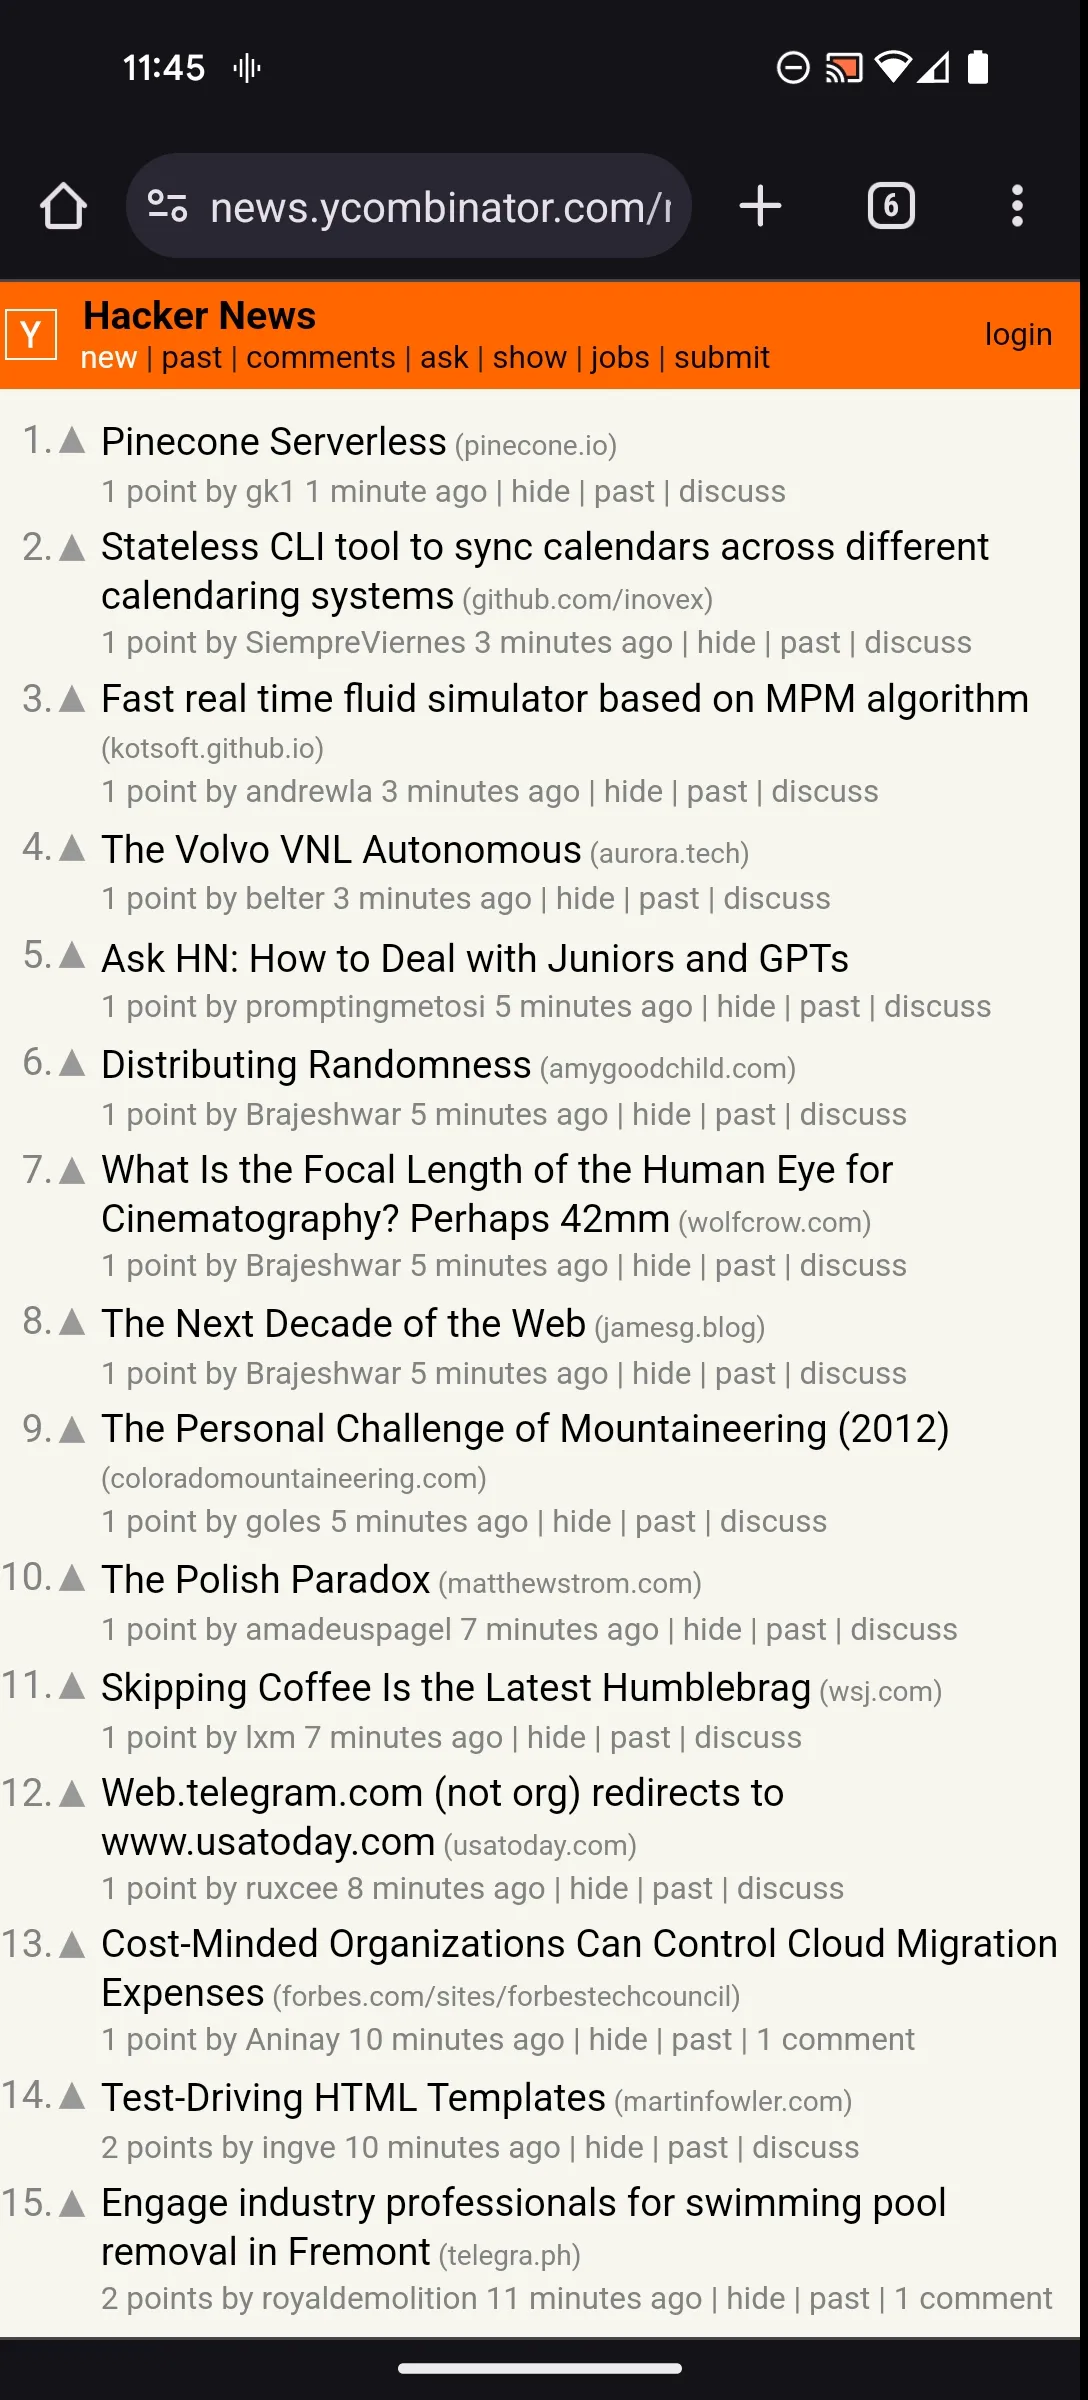 11:45
news.ycombinator.com/
6
Y
Hacker News
new | past | comments | ask | show | jobs | submit
login
1. Pinecone Serverless (pinecone.io)
1 point by gk1 1 minute ago | hide | past | discuss
2. Stateless CLI tool to sync calendars across different
calendaring systems (github.com/inovex)
1 point by SiempreViernes 3 minutes ago | hide | past | discuss
3. Fast real time fluid simulator based on MPM algorithm
(kotsoft.github.io)
1 point by andrewla 3 minutes ago | hide | past | discuss
4. The Volvo VNL Autonomous (aurora.tech)
1 point by belter 3 minutes ago | hide | past | discuss
5. Ask HN: How to Deal with Juniors and GPTs
1 point by promptingmetosi 5 minutes ago | hide | past | discuss
6. Distributing Randomness (amygoodchild.com)
1 point by Brajeshwar 5 minutes ago | hide | past | discuss
7. What Is the Focal Length of the Human Eye for
Cinematography? Perhaps 42mm (wolfcrow.com)
1 point by Brajeshwar 5 minutes ago | hide | past | discuss
8. The Next Decade of the Web (jamesg.blog)
1 point by Brajeshwar 5 minutes ago | hide | past | discuss
9. The Personal Challenge of Mountaineering (2012)
(coloradomountaineering.com)
1 point by goles 5 minutes ago | hide | past | discuss
10. The Polish Paradox (matthewstrom.com)
1 point by amadeuspagel 7 minutes ago | hide | past | discuss
11. Skipping Coffee Is the Latest Humblebrag (wsj.com)
1 point by lxm 7 minutes ago | hide | past | discuss
12. Web.telegram.com (not org) redirects to
www.usatoday.com (usatoday.com)
1 point by ruxcee 8 minutes ago | hide | past | discuss
13. Cost-Minded Organizations Can Control Cloud Migration
Expenses (forbes.com/sites/forbestechcouncil)
1 point by Aninay 10 minutes ago | hide | past | 1 comment
14. Test-Driving HTML Templates (martinfowler.com)
2 points by ingve 10 minutes ago | hide | past | discuss
15. Engage industry professionals for swimming pool
removal in Fremont (telegra.ph)
2 points by royaldemolition 11 minutes ago | hide | past | 1 comment